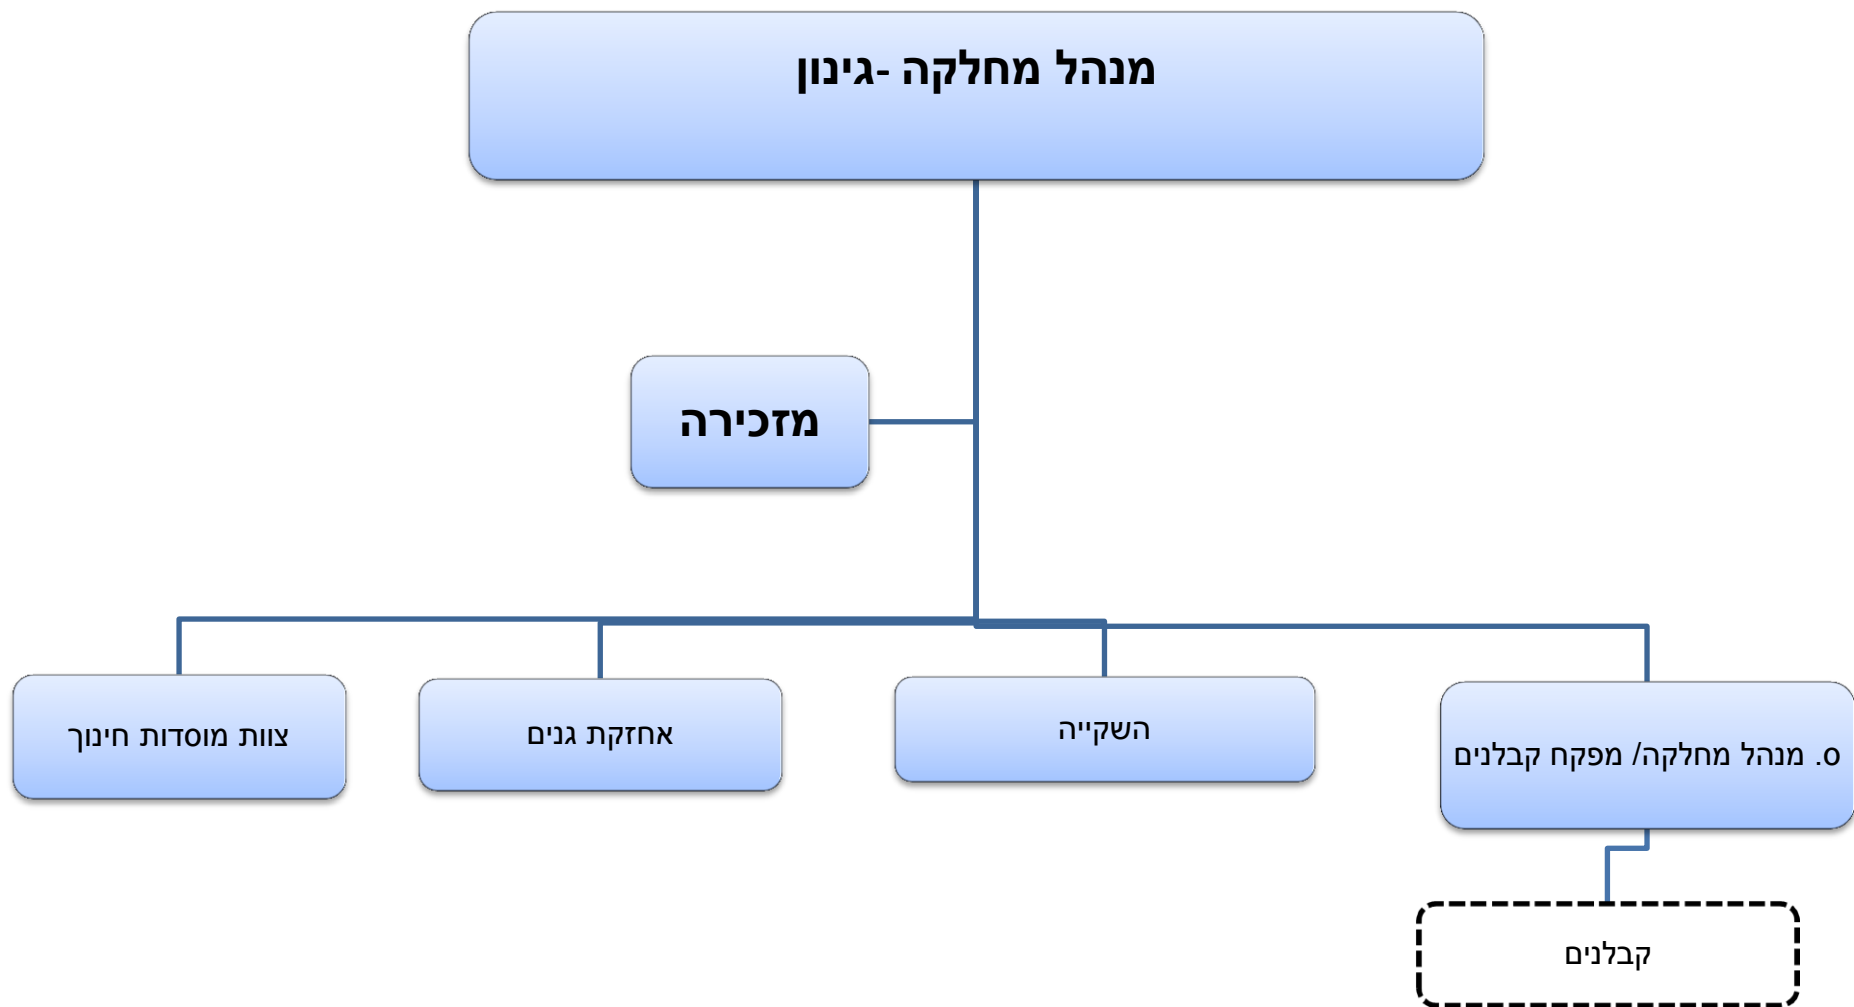 מנהל מחלקה -גינון
מזכירה
ס. מנהל מחלקה/ מפקח קבלנים
השקייה
אחזקת גנים
צוות מוסדות חינוך
קבלנים